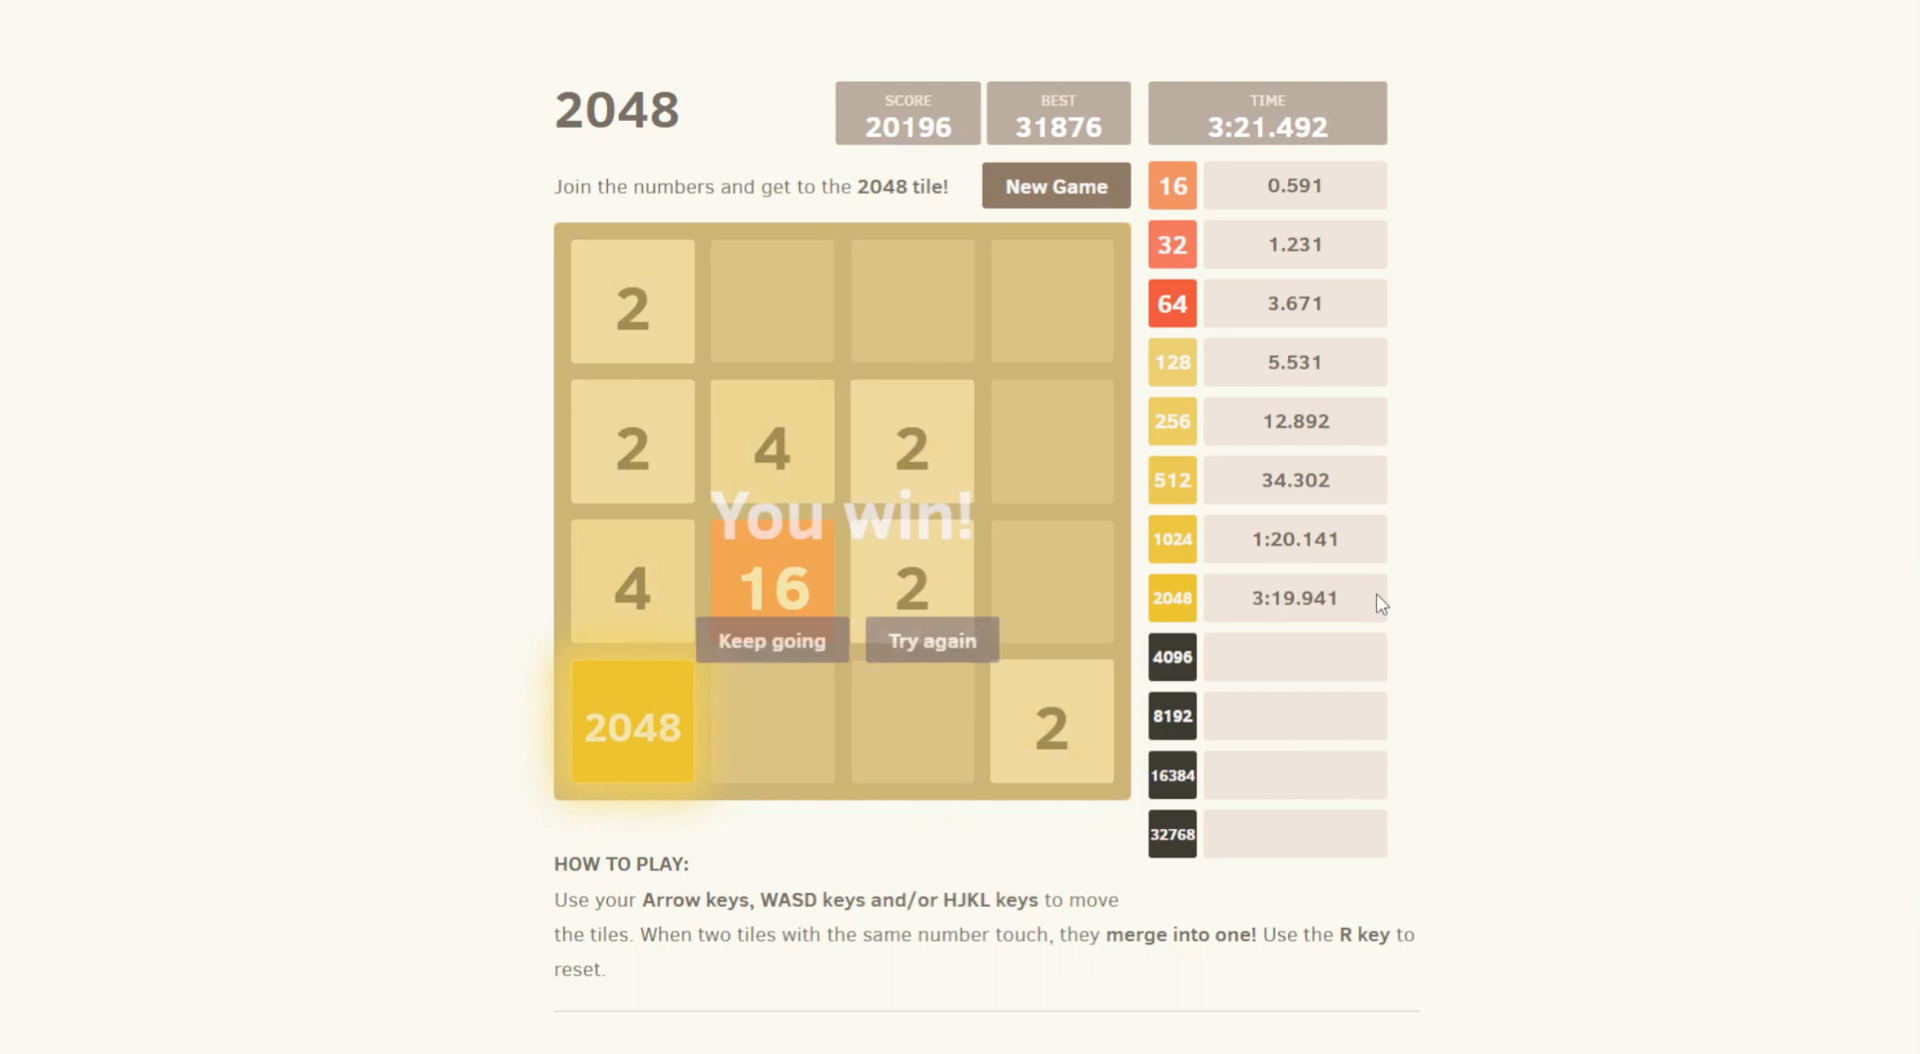 2048
SCORE
20196
BEST
31876
TIME
3:21.492
Join the numbers and get to the 2048 tile!
New Game
16 0.591
32 1.231
64 3.671
128 5.531
256 12.892
512 34.302
1024 1:20.141
2048 3:19.941
4096
8192
16384
32768
2
2 4 2
You win!
4 16 2
Keep going
Try again
2048 2
HOW TO PLAY:
Use your Arrow keys, WASD keys and/or HJKL keys to move
the tiles. When two tiles with the same number touch, they merge into one! Use the R key to
reset.